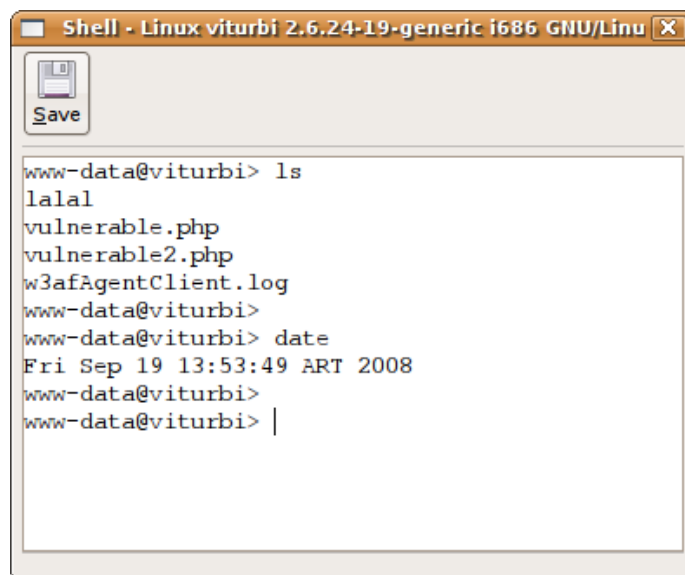 Shell - Linux viturbi 2.6.24-19-generic i686 GNU/Linu
Save
www-data@viturbi> ls
lalal
vulnerable.php
vulnerable2.php
w3afAgentClient.log
www-data@viturbi>
www-data@viturbi> date
Fri Sep 19 13:53:49 ART 2008
www-data@viturbi>
www-data@viturbi>